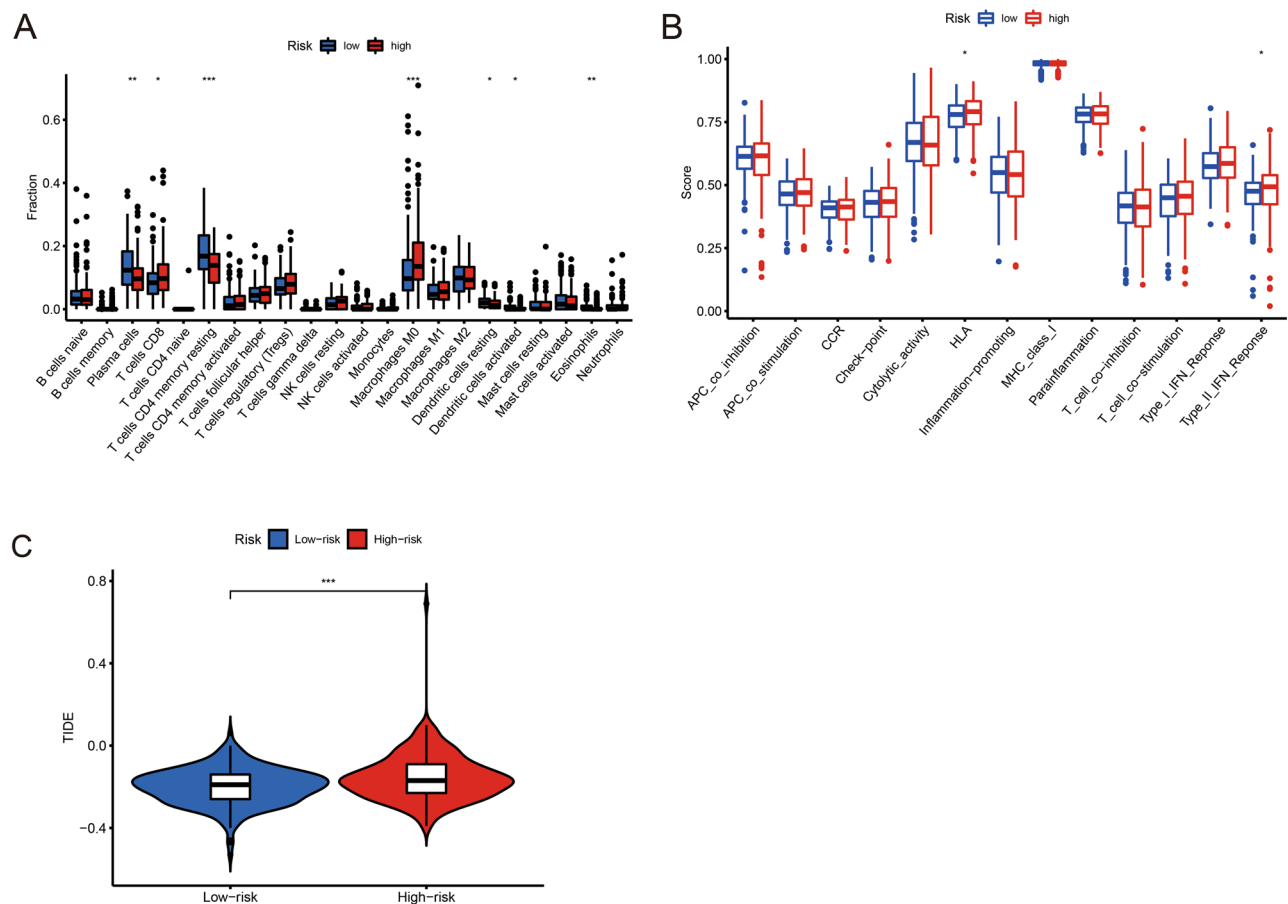 A
Risk low high
** * *** *** * * **
Fraction
0.6
0.4
0.2
0.0
B cells naive
B cells memory
Plasma cells
T cells CD8
T cells CD4 naive
T cells CD4 memory resting
T cells CD4 memory activated
T cells follicular helper
T cells regulatory (Tregs)
T cells gamma delta
NK cells resting
NK cells activated
Monocytes
Macrophages M0
Macrophages M1
Macrophages M2
Dendritic cells resting
Dendritic cells activated
Mast cells resting
Mast cells activated
Eosinophils
Neutrophils
B
Risk low high
* *
Score
1.00
0.75
0.50
0.25
0.00
APC_co_inhibition
APC_co_stimulation
CCR
Check−point
Cytolytic_activity
HLA
Inflammation−promoting
MHC_class_I
Parainflammation
T_cell_co−inhibition
T_cell_co−stimulation
Type_I_IFN_Reponse
Type_II_IFN_Reponse
C
Risk Low−risk High−risk
***
TIDE
0.8
0.4
0.0
−0.4
Low−risk High−risk